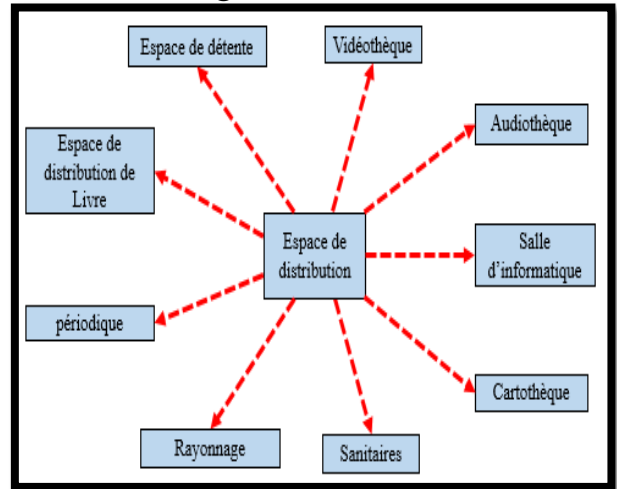 Espace de détente
Vidéothèque
Audiothèque
Espace de
distribution de
Livre
Espace de
distribution
Salle
d’informatique
périodique
Cartothèque
Rayonnage
Sanitaires